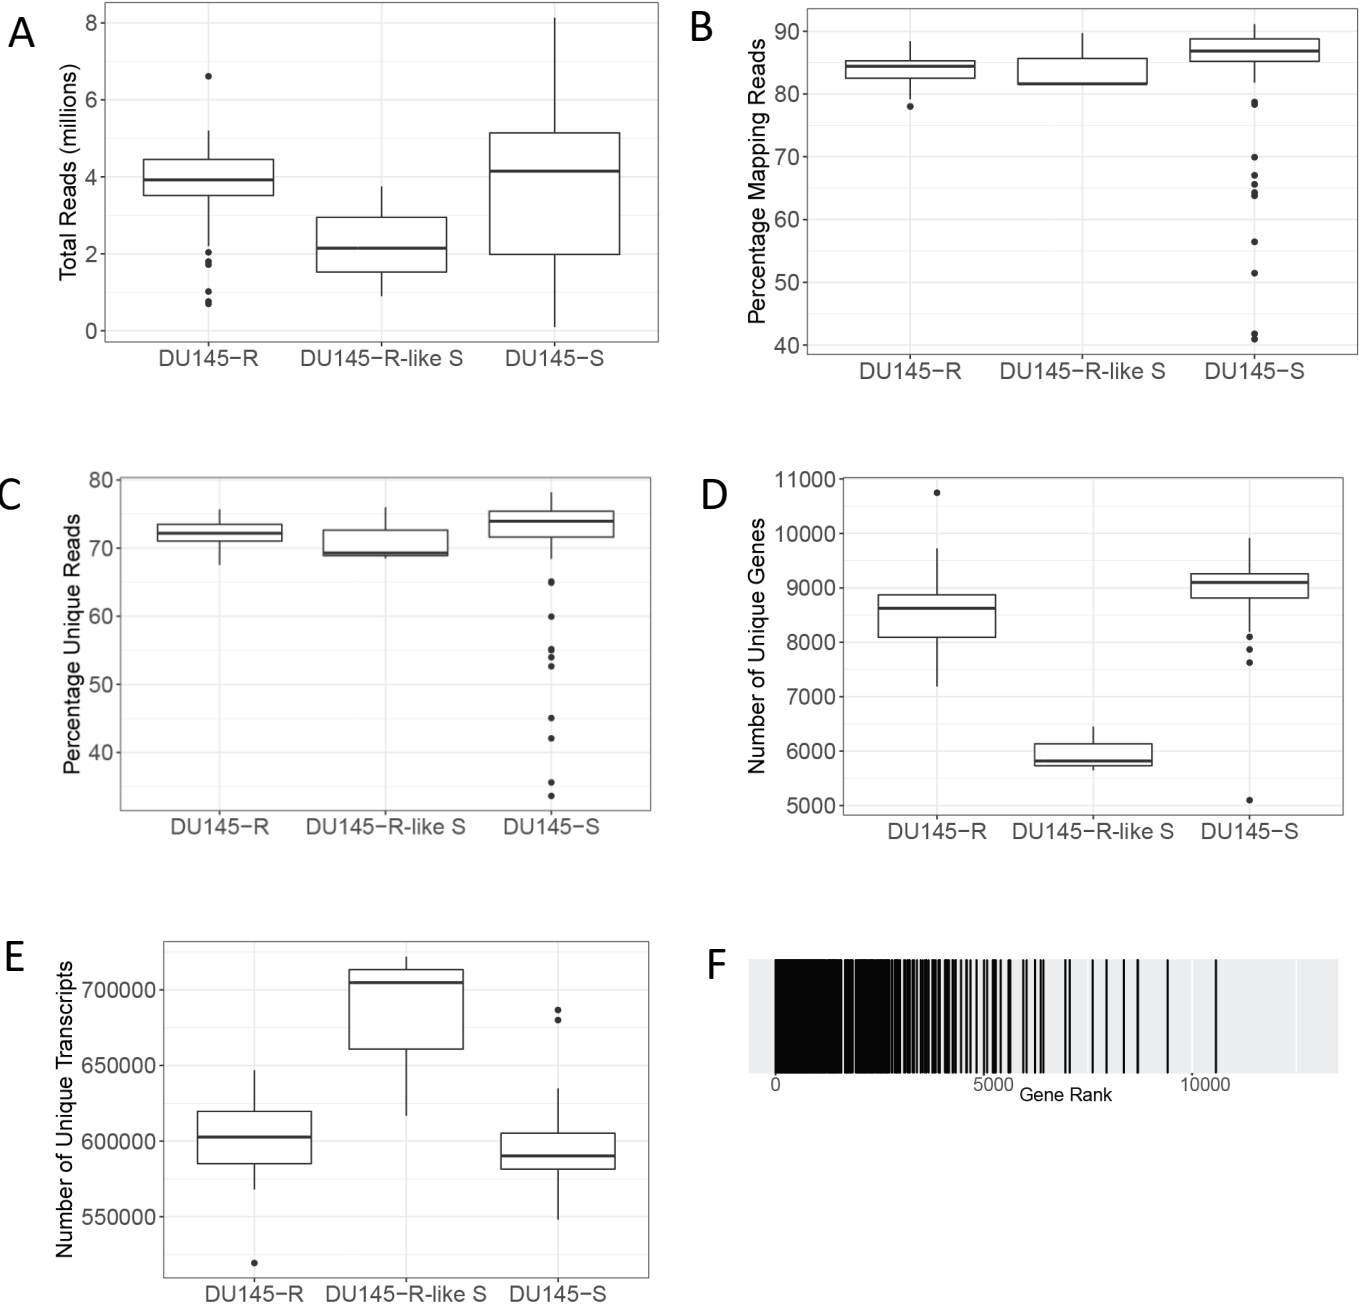 A
Total Reads (millions)
8
6
4
2
0
DU145−R
DU145−R-like S
DU145−S
B
Percentage Mapping Reads
90
80
70
60
50
40
DU145−R
DU145−R-like S
DU145−S
C
Percentage Unique Reads
80
70
60
50
40
DU145−R
DU145−R-like S
DU145−S
D
Number of Unique Genes
11000
10000
9000
8000
7000
6000
5000
DU145−R
DU145−R-like S
DU145−S
E
Number of Unique Transcripts
700000
650000
600000
550000
DU145−R
DU145−R-like S
DU145−S
F
0
5000
10000
Gene Rank